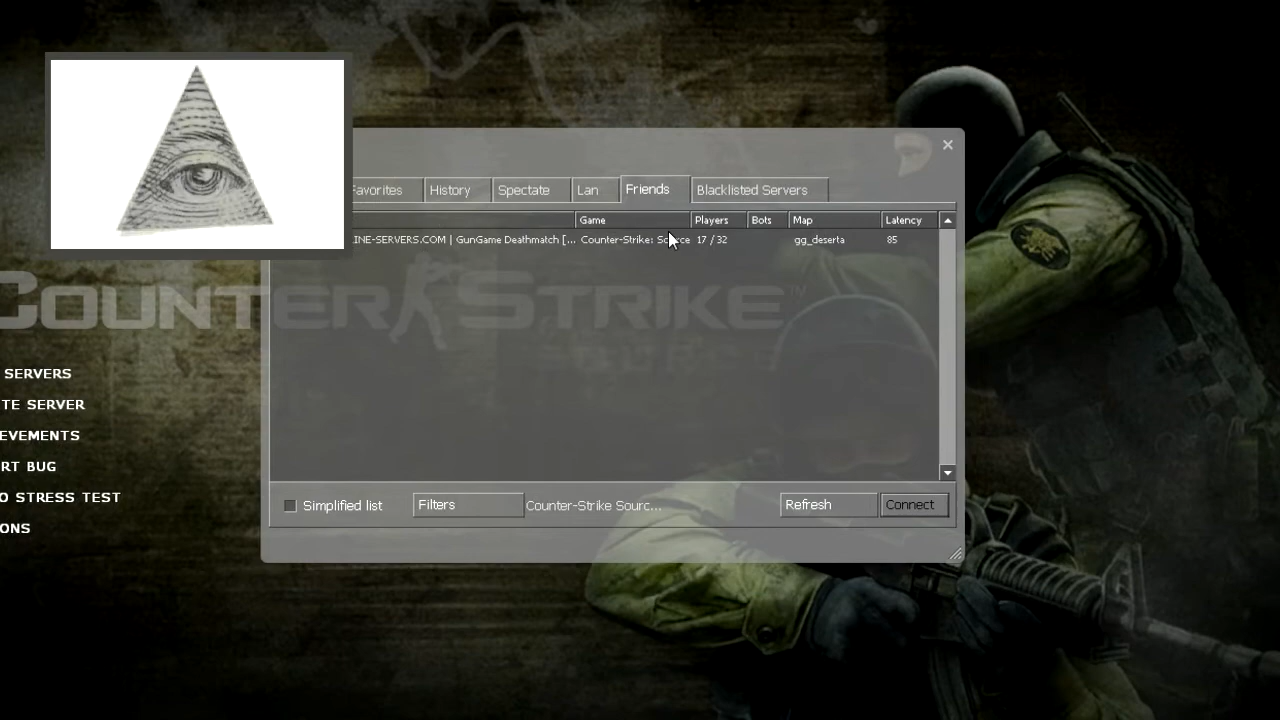 Favorites History Spectate Lan Friends Blacklisted Servers
Game Players Bots Map Latency
INE-SERVERS.COM | GunGame Deathmatch [... Counter-Strike: Source 17 / 32 gg_deserta 85
COUNTER STRIKE
SOURCE
SERVERS
TE SERVER
EVEMENTS
RT BUG
O STRESS TEST
ONS
Simplified list Filters Counter-Strike Sourc... Refresh Connect